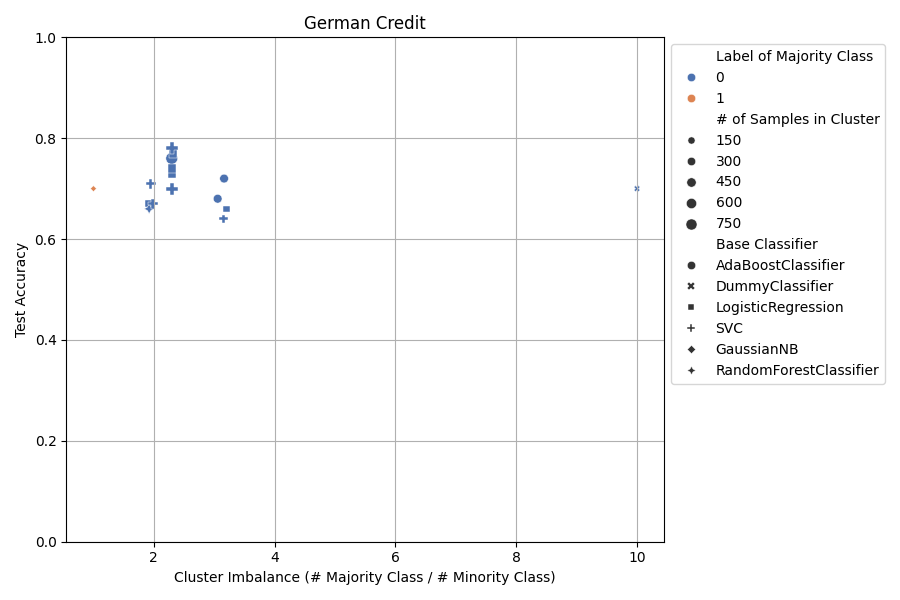 German Credit
Test Accuracy
1.0
0.8
0.6
0.4
0.2
0.0
2
4
6
8
10
Cluster Imbalance (# Majority Class / # Minority Class)
Label of Majority Class
0
1
# of Samples in Cluster
150
300
450
600
750
Base Classifier
AdaBoostClassifier
DummyClassifier
LogisticRegression
SVC
GaussianNB
RandomForestClassifier